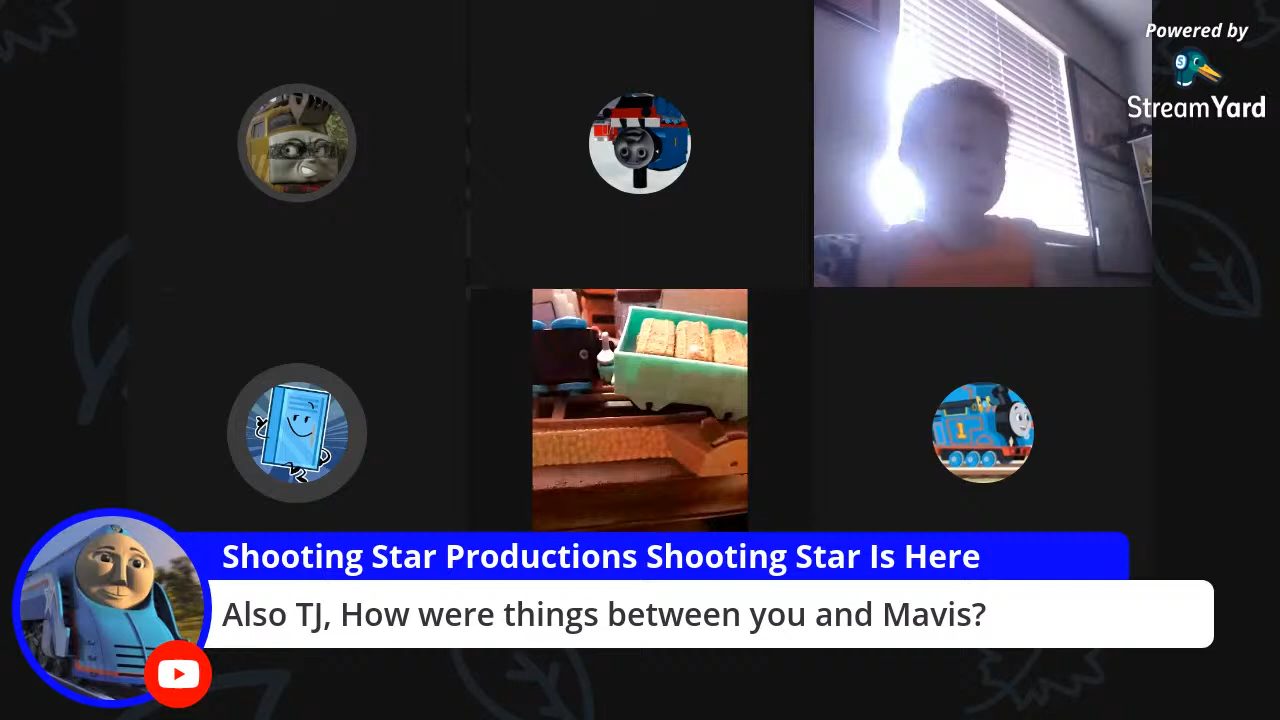 Powered by
StreamYard
Shooting Star Productions Shooting Star Is Here
Also TJ, How were things between you and Mavis?